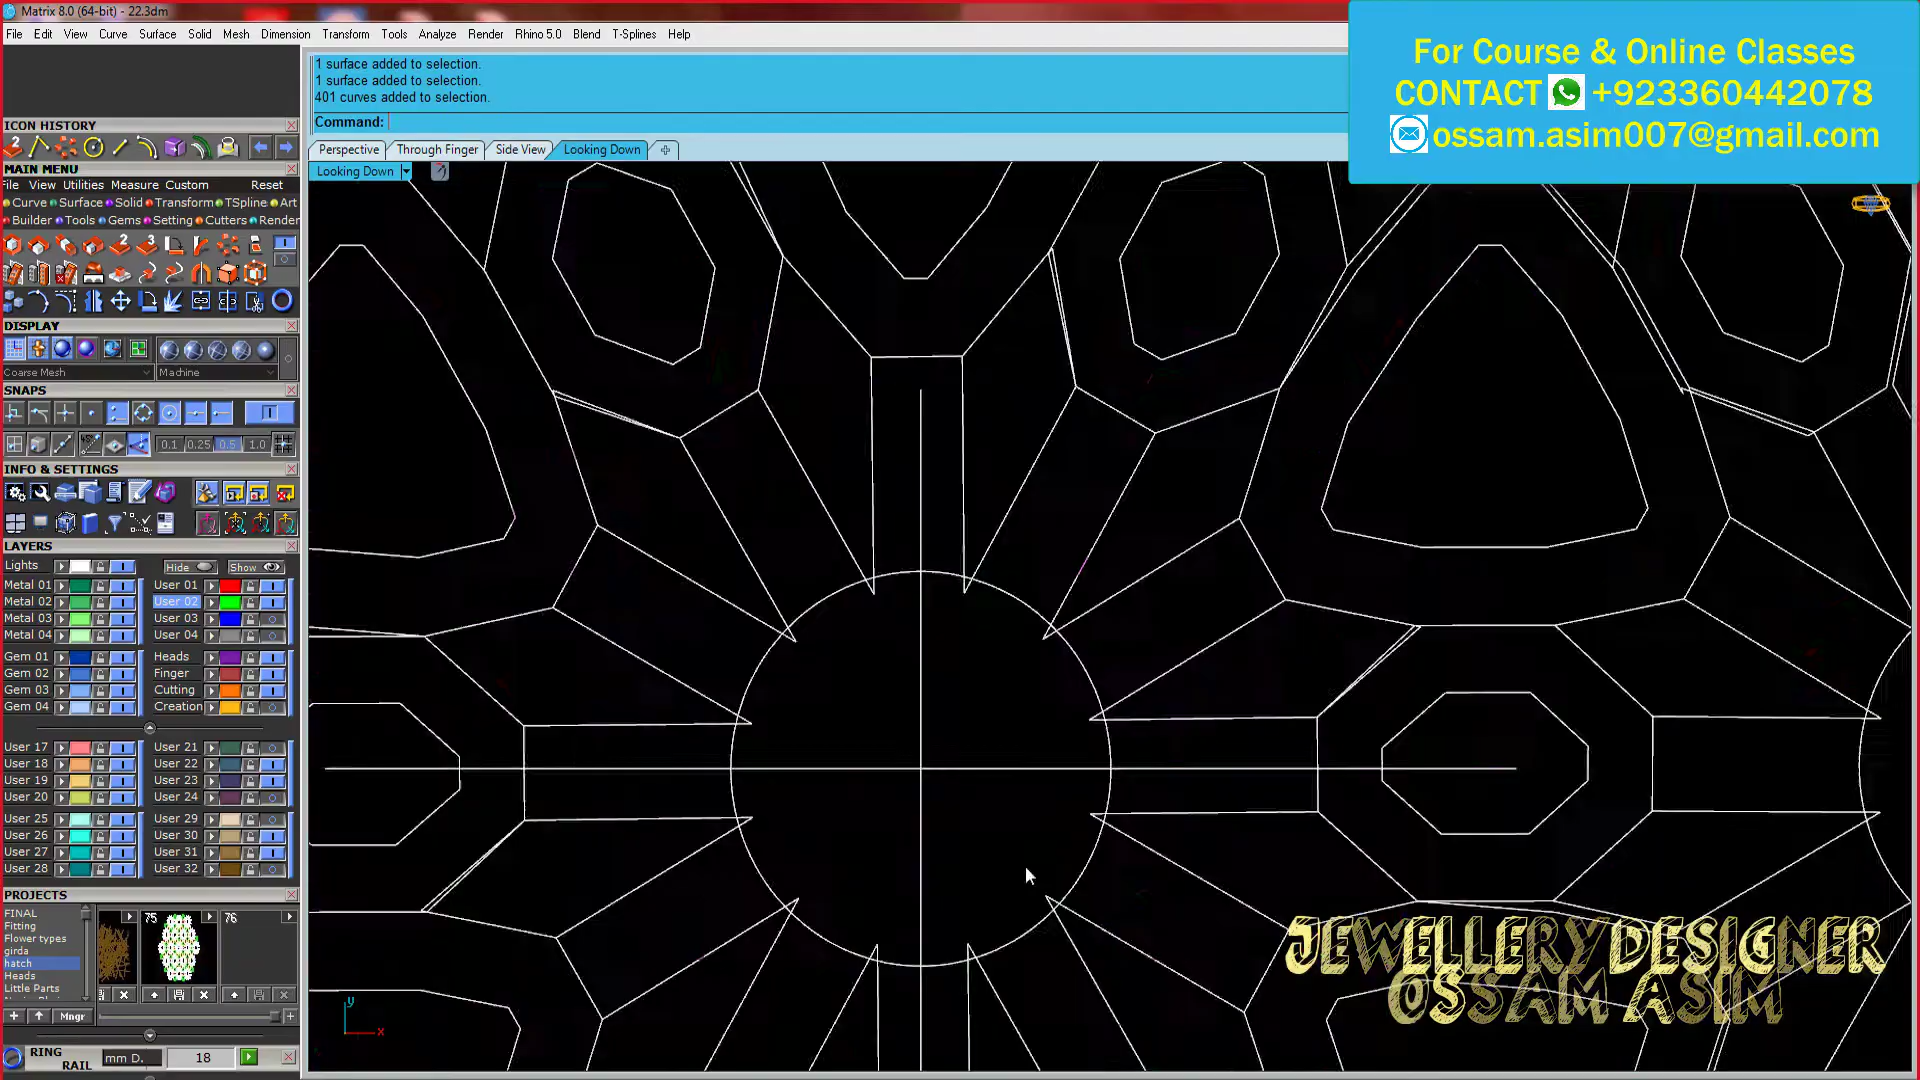 Matrix 8.0 (64-bit) - 22.3dm
File Edit View Curve Surface Solid Mesh Dimension Transform Tools Analyze Render Rhino 5.0 Blend T-Splines Help
For Course & Online Classes
CONTACT +923360442078
ossam.asim007@gmail.com
1 surface added to selection.
1 surface added to selection.
401 curves added to selection.
Command:
Perspective Through Finger Side View Looking Down
Looking Down
ICON HISTORY
MAIN MENU
File View Utilities Measure Custom Reset
Curve Surface Solid Transform TSpline Art
Builder Tools Gems Setting Cutters Render
DISPLAY
Coarse Mesh Machine
SNAPS
0.1 0.25 0.5 1.0
INFO & SETTINGS
LAYERS
Lights Hide Show
Metal 01 User 01
Metal 02 User 02
Metal 03 User 03
Metal 04 User 04
Gem 01 Heads
Gem 02 Finger
Gem 03 Cutting
Gem 04 Creation
User 17 User 21
User 18 User 22
User 19 User 23
User 20 User 24
User 25 User 29
User 26 User 30
User 27 User 31
User 28 User 32
PROJECTS
FINAL 75 76
Fitting
Flower types
girda
hatch
Heads
Little Parts
Mngr
RING RAIL mm D. 18
y
x
JEWELLERY DESIGNER
OSSAM ASIM